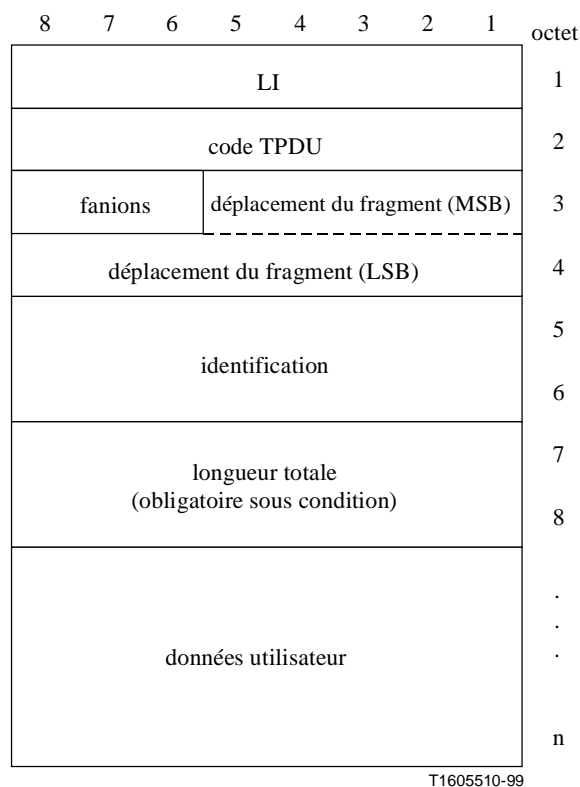 8 7 6 5 4 3 2 1 octet
LI 1
code TPDU 2
fanions déplacement du fragment (MSB) 3
déplacement du fragment (LSB) 4
5
identification
6
7
longueur totale
(obligatoire sous condition)
8
.
.
données utilisateur .
n
T1605510-99